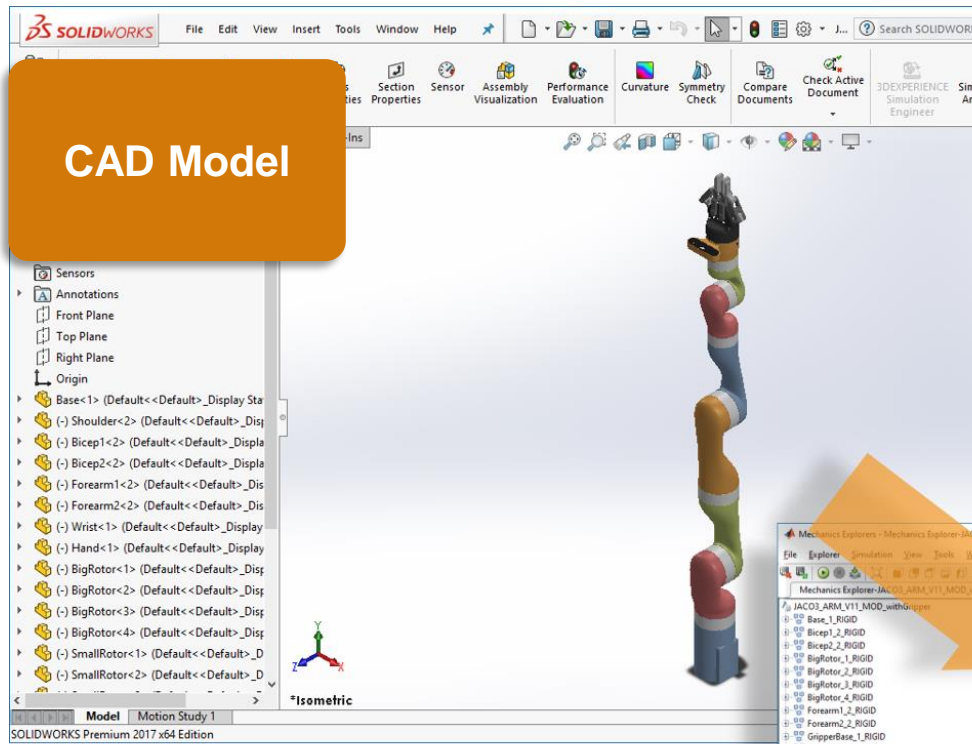 SOLIDWORKS File Edit View Insert Tools Window Help J... Search SOLIDWOR
Section Properties
Sensor
Assembly Visualization
Performance Evaluation
Curvature
Symmetry Check
Compare Documents
Check Active Document
3DEXPERIENCE Simulation Engineer
CAD Model
Sensors
Annotations
Front Plane
Top Plane
Right Plane
Origin
Base<1> (Default<<Default>_Display Sta
(-) Shoulder<2> (Default<<Default>_Disp
(-) Bicep1<2> (Default<<Default>_Displa
(-) Bicep2<2> (Default<<Default>_Displa
(-) Forearm1<2> (Default<<Default>_Dis
(-) Forearm2<2> (Default<<Default>_Dis
(-) Wrist<1> (Default<<Default>_Display
(-) Hand<1> (Default<<Default>_Display
(-) BigRotor<1> (Default<<Default>_Disp
(-) BigRotor<2> (Default<<Default>_Disp
(-) BigRotor<3> (Default<<Default>_Disp
(-) BigRotor<4> (Default<<Default>_Disp
(-) SmallRotor<1> (Default<<Default>_D
(-) SmallRotor<2> (Default<<Default>_D
Y
Z X
*Isometric
Model Motion Study 1
SOLIDWORKS Premium 2017 x64 Edition
Mechanics Explorers - Mechanics Explorer-JA
File Explorer Simulation View Tools
Mechanics Explorer-JACO3_ARM_V11_MOD
JACO3_ARM_V11_MOD_withGripper
Base_1_RIGID
Bicep1_2_RIGID
Bicep2_2_RIGID
BigRotor_1_RIGID
BigRotor_2_RIGID
BigRotor_3_RIGID
BigRotor_4_RIGID
Forearm1_2_RIGID
Forearm2_2_RIGID
GripperBase_1_RIGID